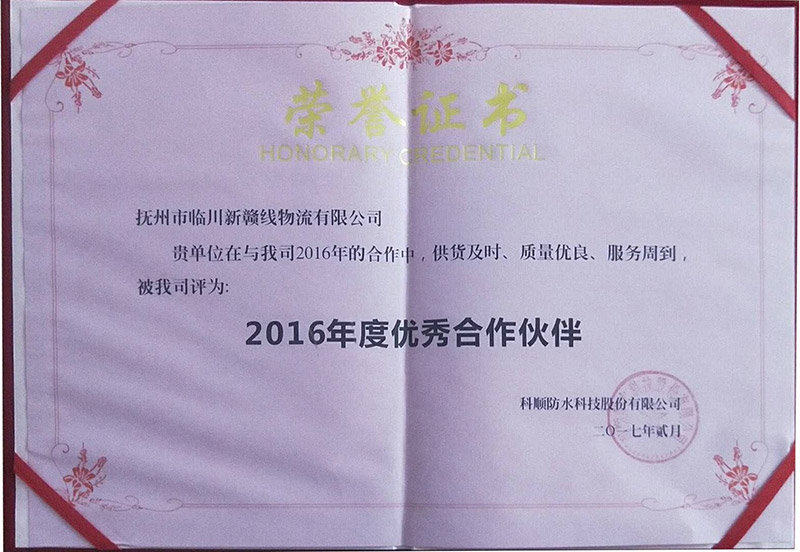 荣誉证书
HONORARY CREDENTIAL
抚州市临川新赣线物流有限公司
贵单位在与我司2016年的合作中，供货及时、质量优良、服务周到，
被我司评为:
2016年度优秀合作伙伴
科顺防水科技股份有限公司
二〇一七年贰月